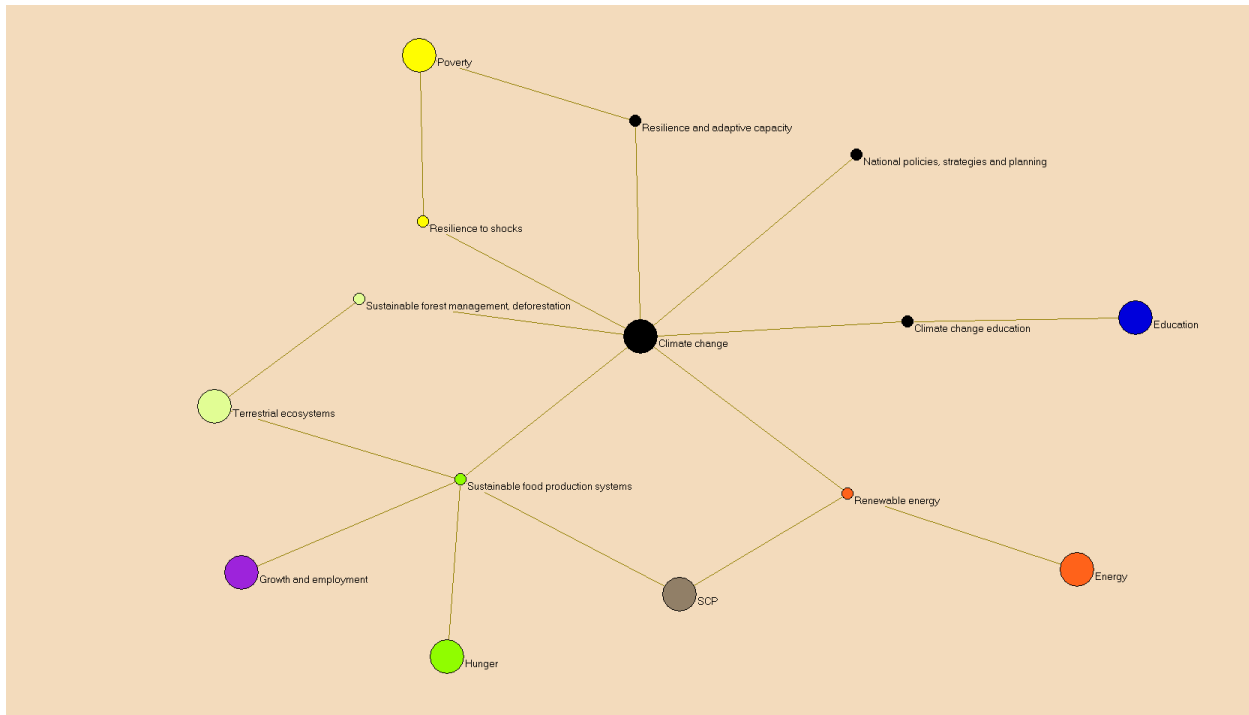 Poverty
Resilience and adaptive capacity
National policies, strategies and planning
Resilience to shocks
Sustainable forest management, deforestation
Climate change
Climate change education
Education
Terrestrial ecosystems
Sustainable food production systems
Renewable energy
Growth and employment
Energy
SCP
Hunger